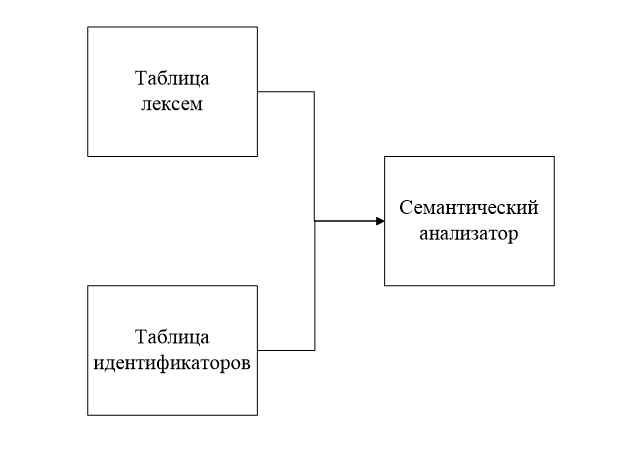 Таблица
лексем
Семантический
анализатор
Таблица
идентификаторов